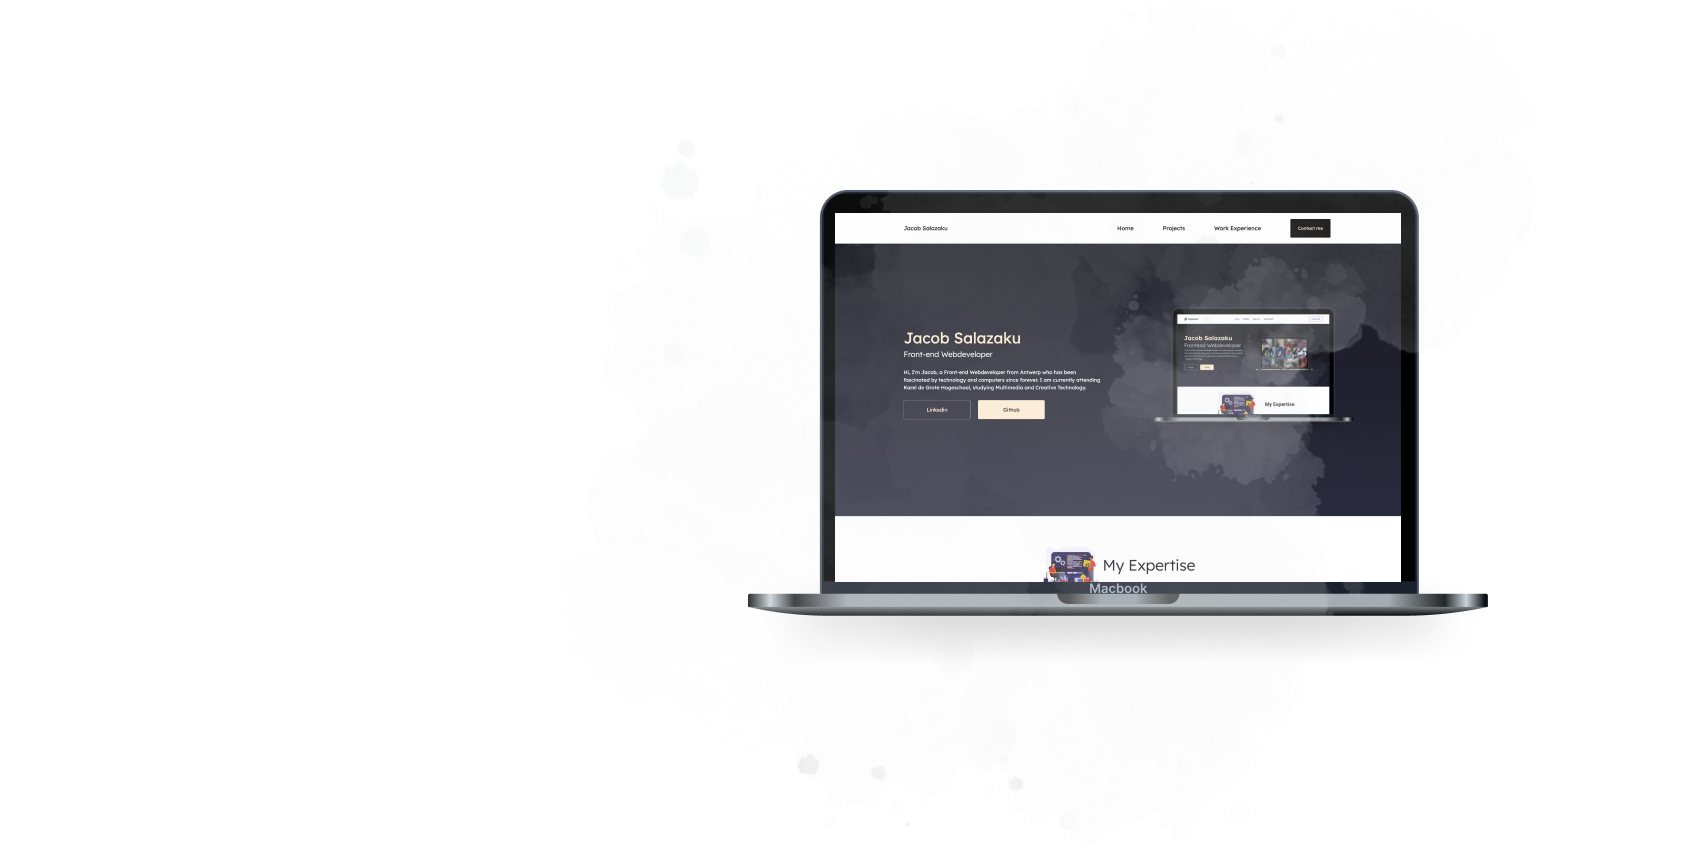 Jacob Salazaku
Home
Projects
Work Experience
Contact me
Jacob Salazaku
Front-end Webdeveloper
Hi, I'm Jacob, a Front-end Webdeveloper from Antwerp who has been
fascinated by technology and computers since forever. I am currently attending
Karel de Grote Hogeschool, studying Multimedia and Creative Technology.
Linkedin
Github
Jacob Salazaku
Frontend Webdeveloper
My Expertise
My Expertise
Macbook